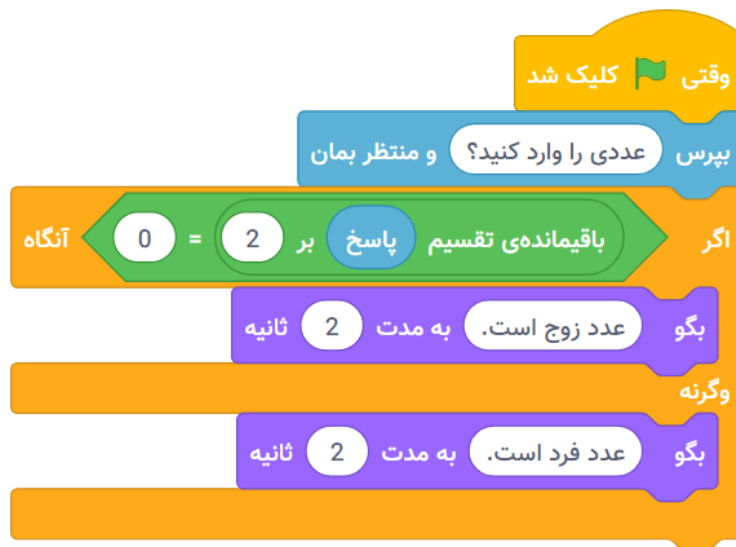 وقتی کلیک شد
بپرس عددی را وارد کنید؟ و منتظر بمان
اگر باقیمانده‌ی تقسیم پاسخ بر 2 = 0 آنگاه
بگو عدد زوج است. به مدت 2 ثانیه
وگرنه
بگو عدد فرد است. به مدت 2 ثانیه